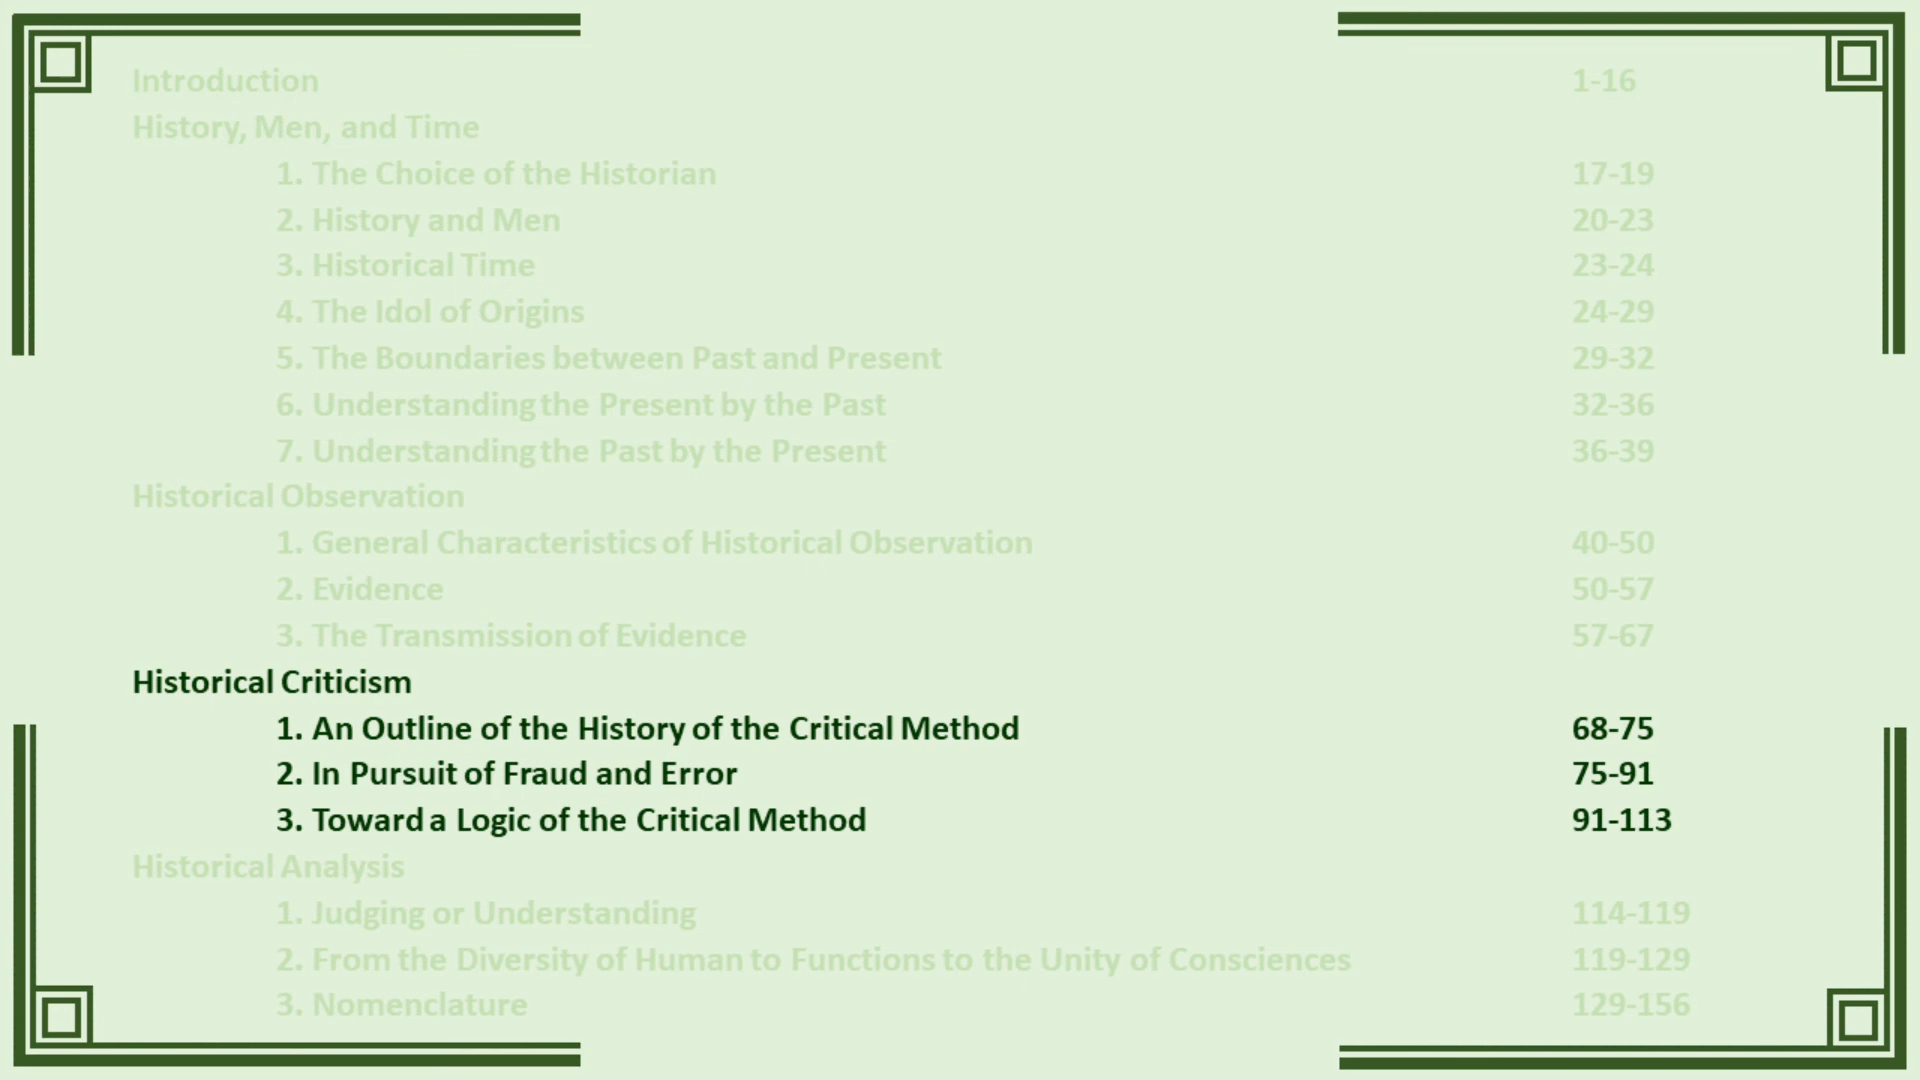 Introduction 1-16
History, Men, and Time
1. The Choice of the Historian 17-19
2. History and Men 20-23
3. Historical Time 23-24
4. The Idol of Origins 24-29
5. The Boundaries between Past and Present 29-32
6. Understanding the Present by the Past 32-36
7. Understanding the Past by the Present 36-39
Historical Observation
1. General Characteristics of Historical Observation 40-50
2. Evidence 50-57
3. The Transmission of Evidence 57-67
Historical Criticism
1. An Outline of the History of the Critical Method 68-75
2. In Pursuit of Fraud and Error 75-91
3. Toward a Logic of the Critical Method 91-113
Historical Analysis
1. Judging or Understanding 114-119
2. From the Diversity of Human to Functions to the Unity of Consciences 119-129
3. Nomenclature 129-156